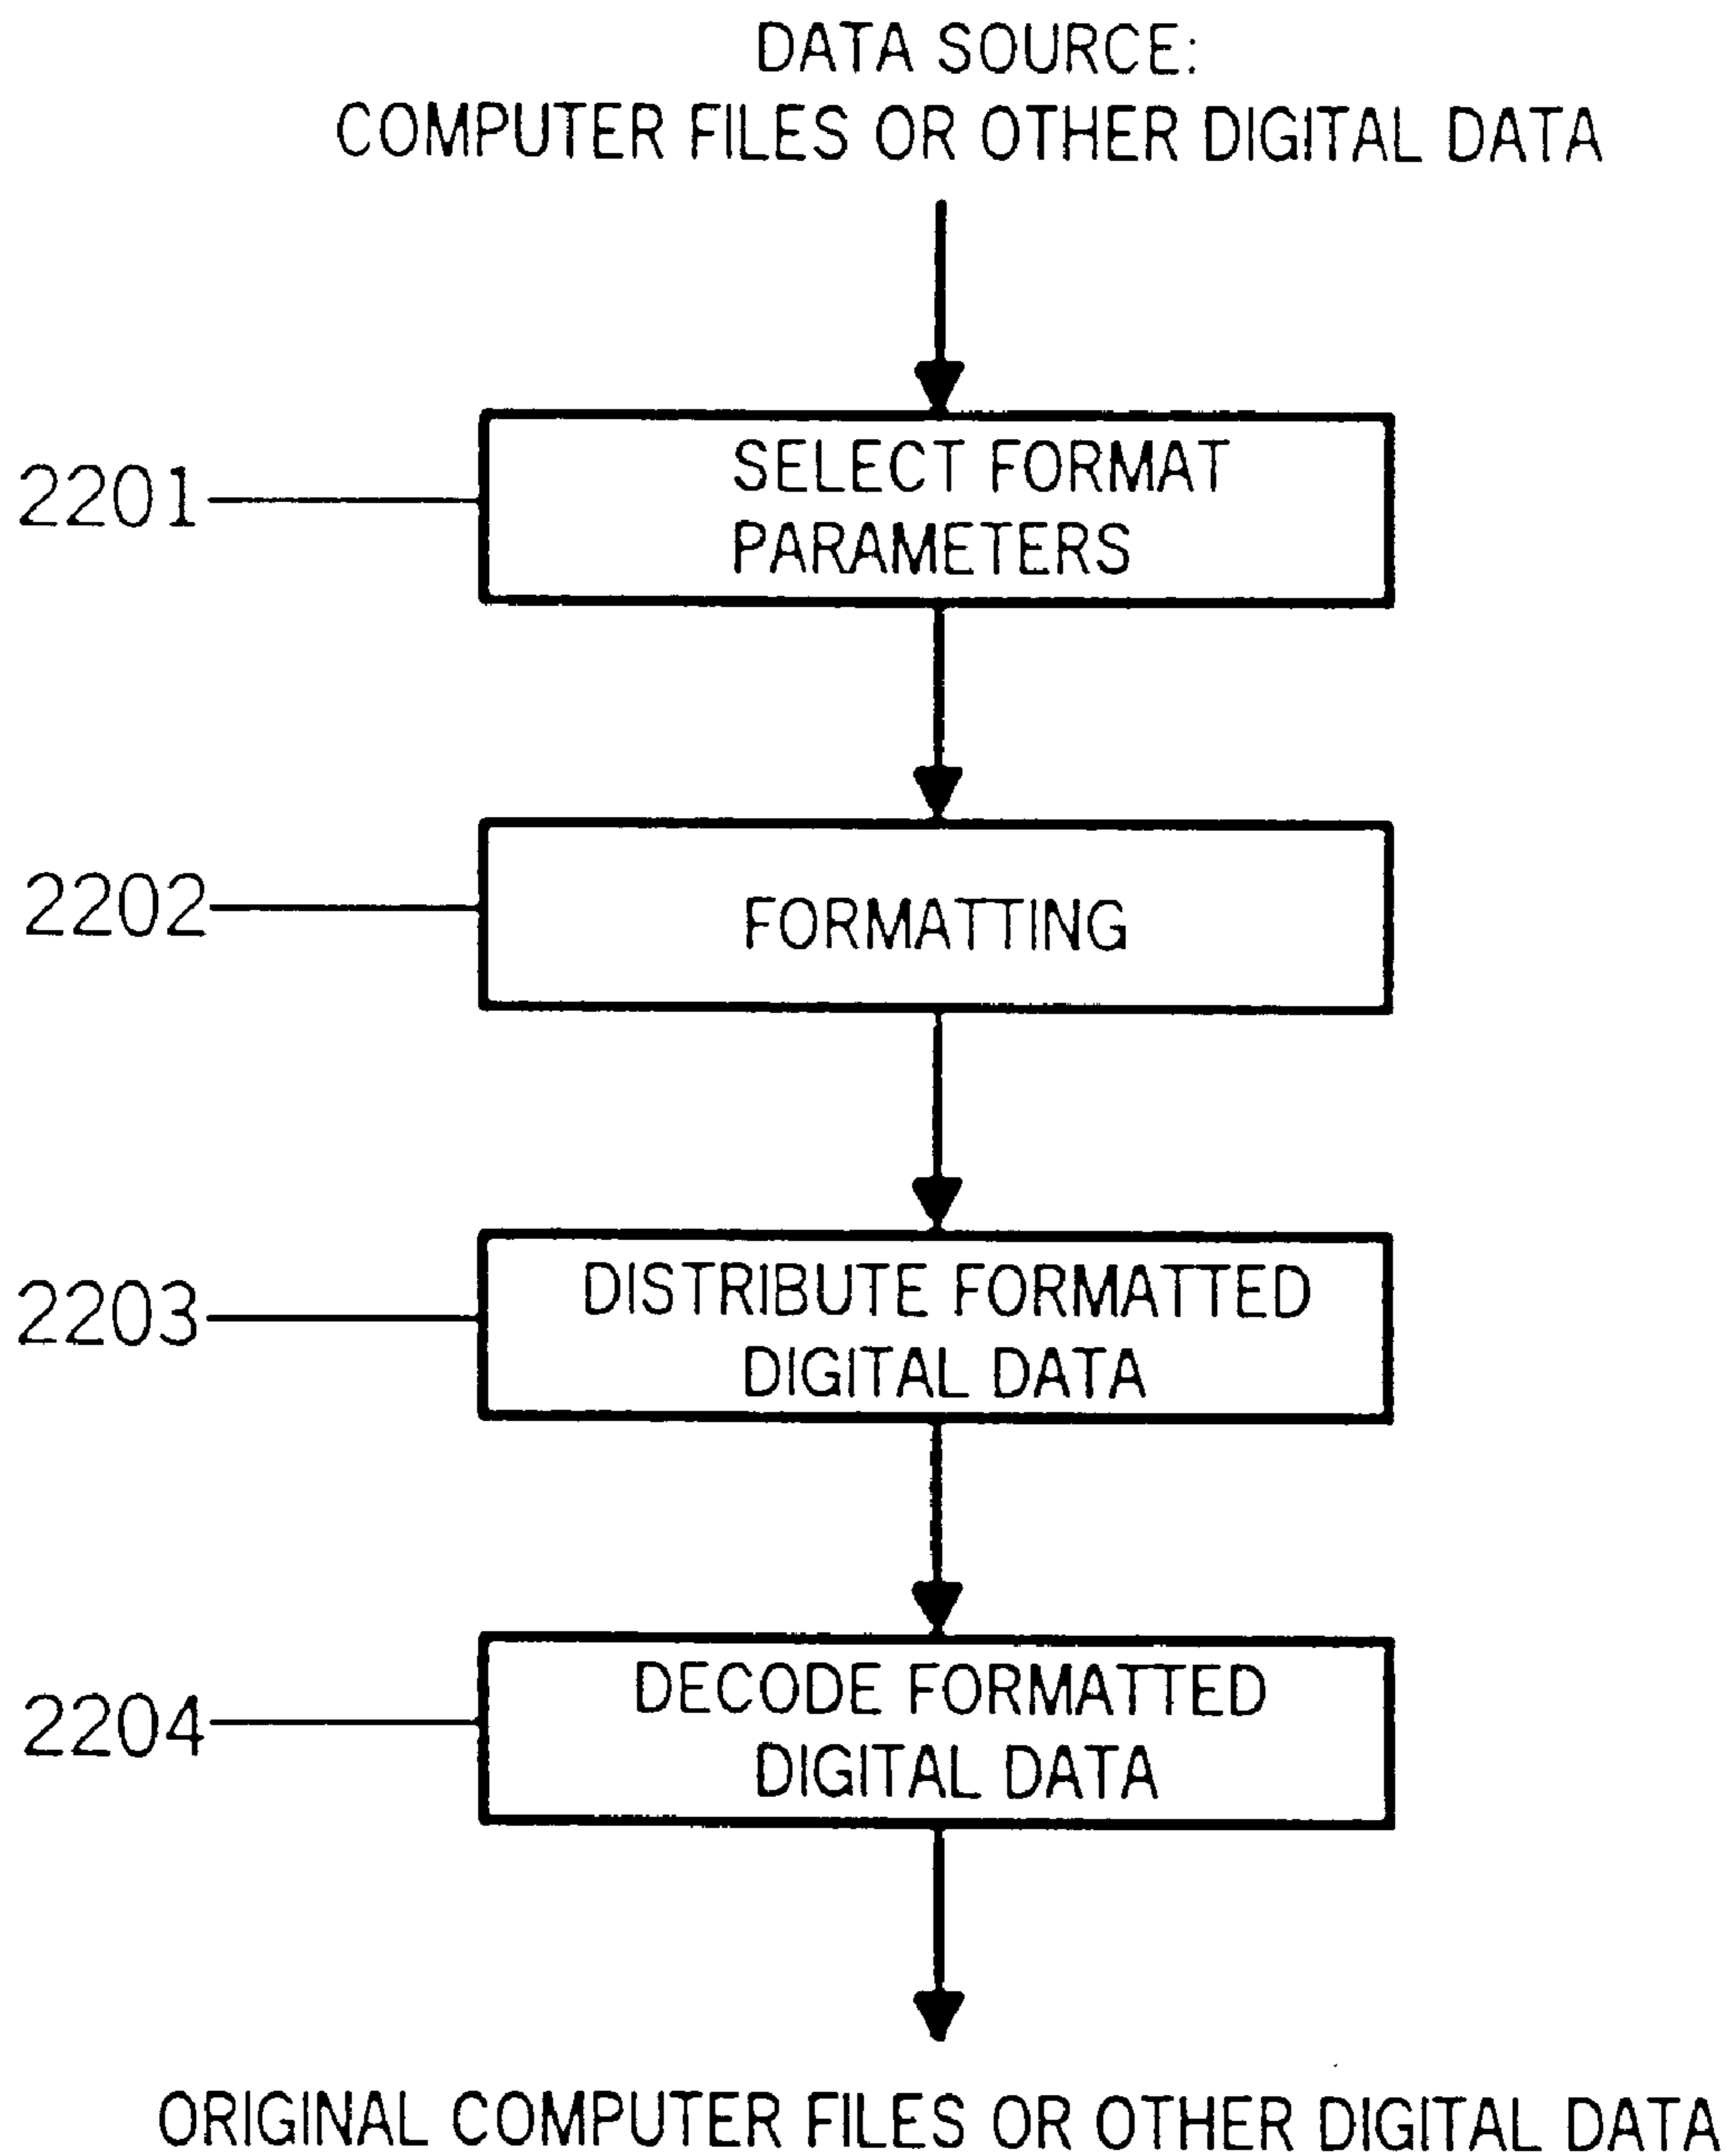 DATA SOURCE:
COMPUTER FILES OR OTHER DIGITAL DATA
2201
SELECT FORMAT
PARAMETERS
2202
FORMATTING
2203
DISTRIBUTE FORMATTED
DIGITAL DATA
2204
DECODE FORMATTED
DIGITAL DATA
ORIGINAL COMPUTER FILES OR OTHER DIGITAL DATA